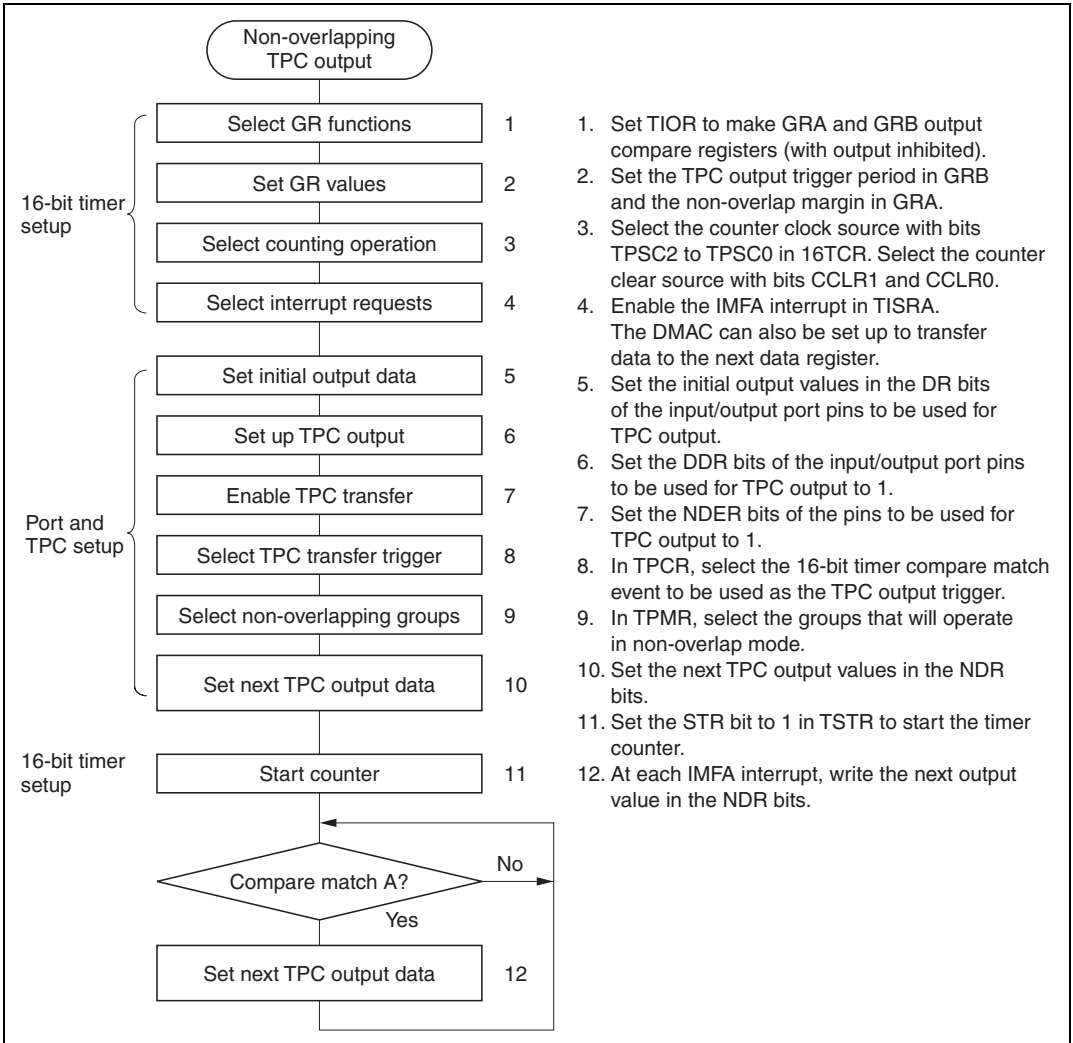 Non-overlapping
TPC output
16-bit timer
setup
Select GR functions
1
Set GR values
2
Select counting operation
3
Select interrupt requests
4
Port and
TPC setup
Set initial output data
5
Set up TPC output
6
Enable TPC transfer
7
Select TPC transfer trigger
8
Select non-overlapping groups
9
Set next TPC output data
10
16-bit timer
setup
Start counter
11
Compare match A?
No
Yes
Set next TPC output data
12
1. Set TIOR to make GRA and GRB output
compare registers (with output inhibited).
2. Set the TPC output trigger period in GRB
and the non-overlap margin in GRA.
3. Select the counter clock source with bits
TPSC2 to TPSC0 in 16TCR. Select the counter
clear source with bits CCLR1 and CCLR0.
4. Enable the IMFA interrupt in TISRA.
The DMAC can also be set up to transfer
data to the next data register.
5. Set the initial output values in the DR bits
of the input/output port pins to be used for
TPC output.
6. Set the DDR bits of the input/output port pins
to be used for TPC output to 1.
7. Set the NDER bits of the pins to be used for
TPC output to 1.
8. In TPCR, select the 16-bit timer compare match
event to be used as the TPC output trigger.
9. In TPMR, select the groups that will operate
in non-overlap mode.
10. Set the next TPC output values in the NDR
bits.
11. Set the STR bit to 1 in TSTR to start the timer
counter.
12. At each IMFA interrupt, write the next output
value in the NDR bits.